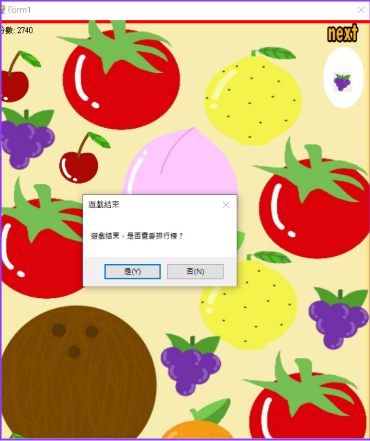 Form1
分數: 2740
next
遊戲結束
遊戲結束，是否查看排行榜？
是(Y)
否(N)